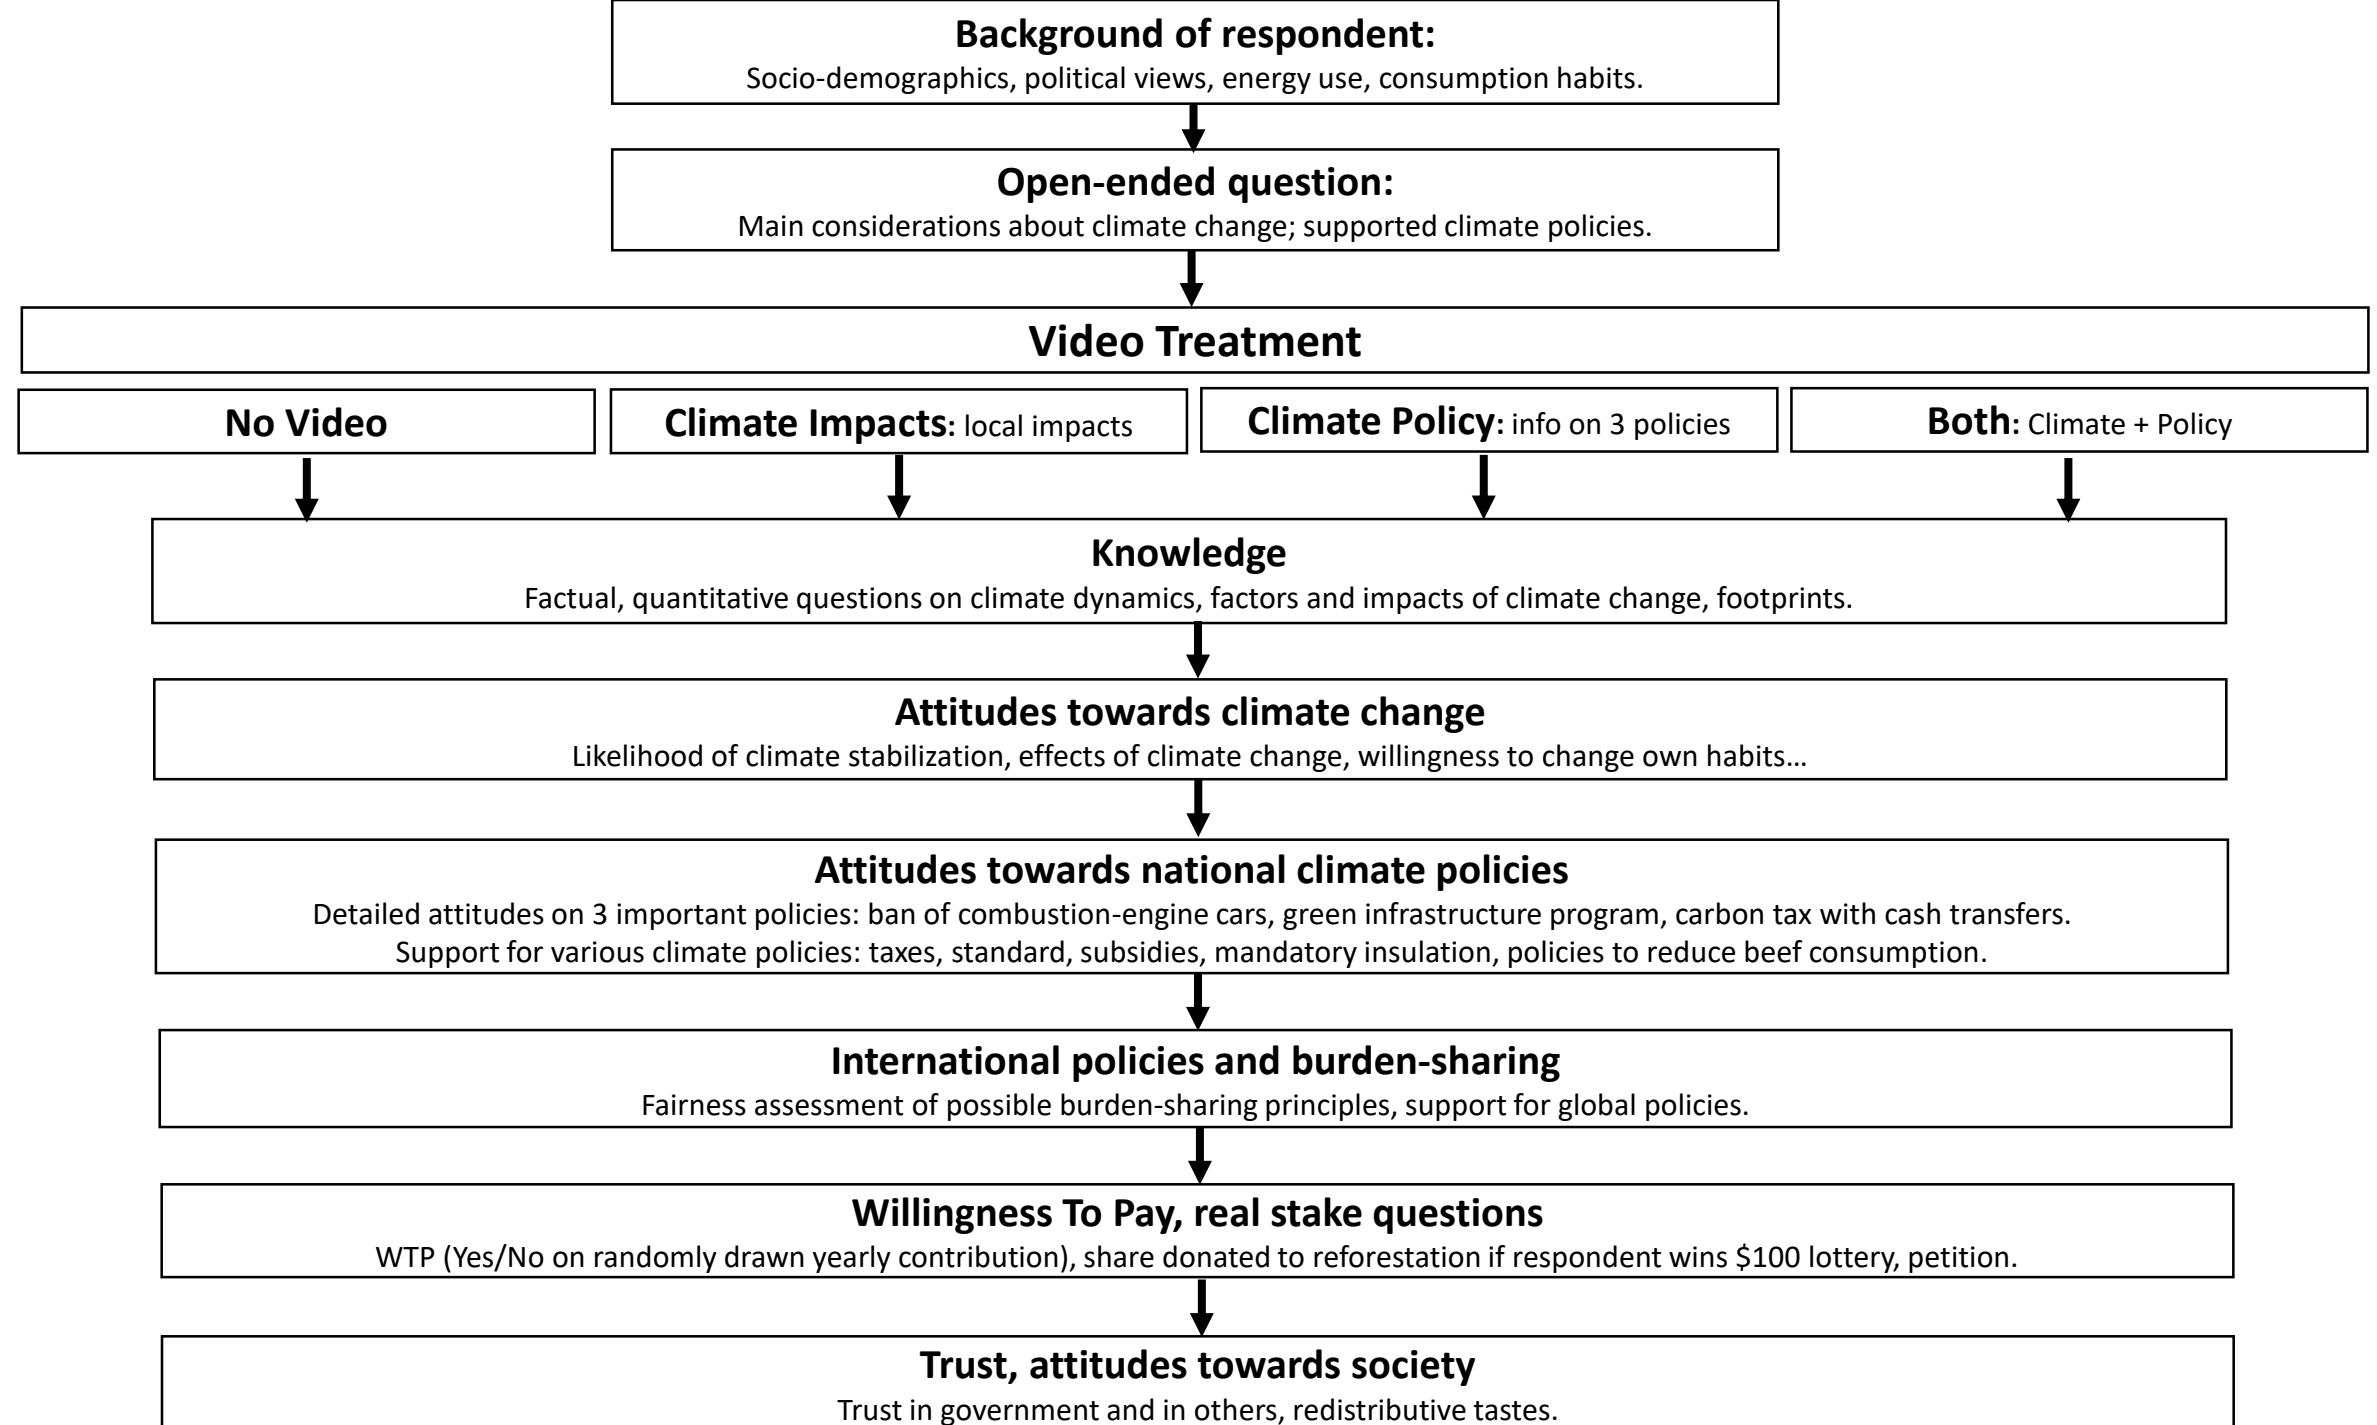 Background of respondent:
Socio-demographics, political views, energy use, consumption habits.
Open-ended question:
Main considerations about climate change; supported climate policies.
Video Treatment
No Video
Climate Impacts: local impacts
Climate Policy: info on 3 policies
Both: Climate + Policy
Knowledge
Factual, quantitative questions on climate dynamics, factors and impacts of climate change, footprints.
Attitudes towards climate change
Likelihood of climate stabilization, effects of climate change, willingness to change own habits…
Attitudes towards national climate policies
Detailed attitudes on 3 important policies: ban of combustion-engine cars, green infrastructure program, carbon tax with cash transfers.
Support for various climate policies: taxes, standard, subsidies, mandatory insulation, policies to reduce beef consumption.
International policies and burden-sharing
Fairness assessment of possible burden-sharing principles, support for global policies.
Willingness To Pay, real stake questions
WTP (Yes/No on randomly drawn yearly contribution), share donated to reforestation if respondent wins $100 lottery, petition.
Trust, attitudes towards society
Trust in government and in others, redistributive tastes.